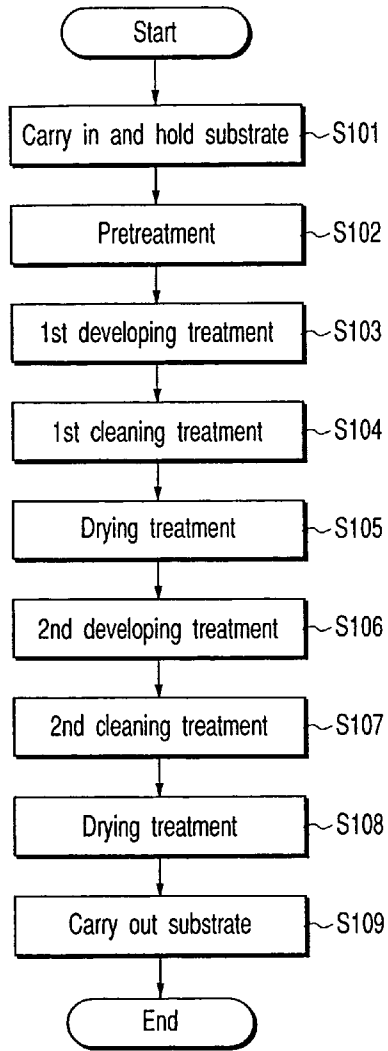 Start
Carry in and hold substrate S101
Pretreatment S102
1st developing treatment S103
1st cleaning treatment S104
Drying treatment S105
2nd developing treatment S106
2nd cleaning treatment S107
Drying treatment S108
Carry out substrate S109
End